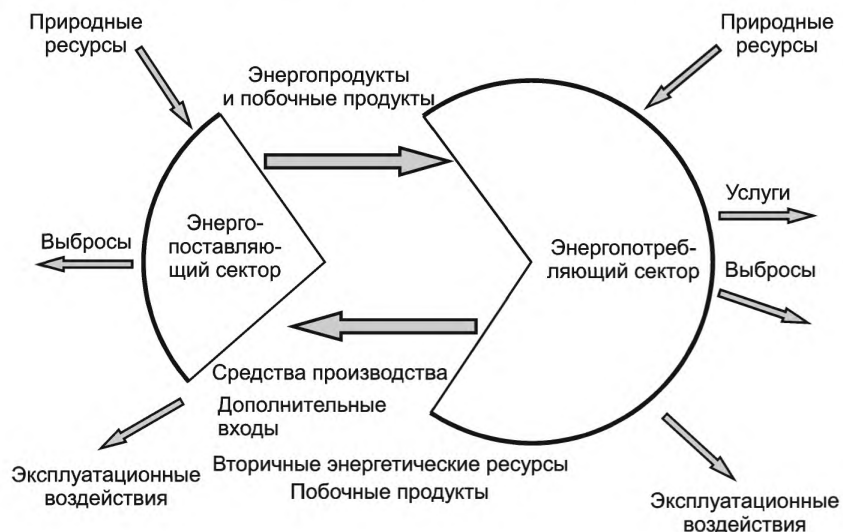 Природные
ресурсы
Природные
ресурсы
Энергопродукты
и побочные продукты
Услуги
Энерго-
поставляю-
щий сектор
Выбросы
Энергопотреб-
ляющий сектор
Выбросы
Средства производства
Дополнительные
входы
Вторичные энергетические ресурсы
Побочные продукты
Эксплуатационные
воздействия
Эксплуатационные
воздействия